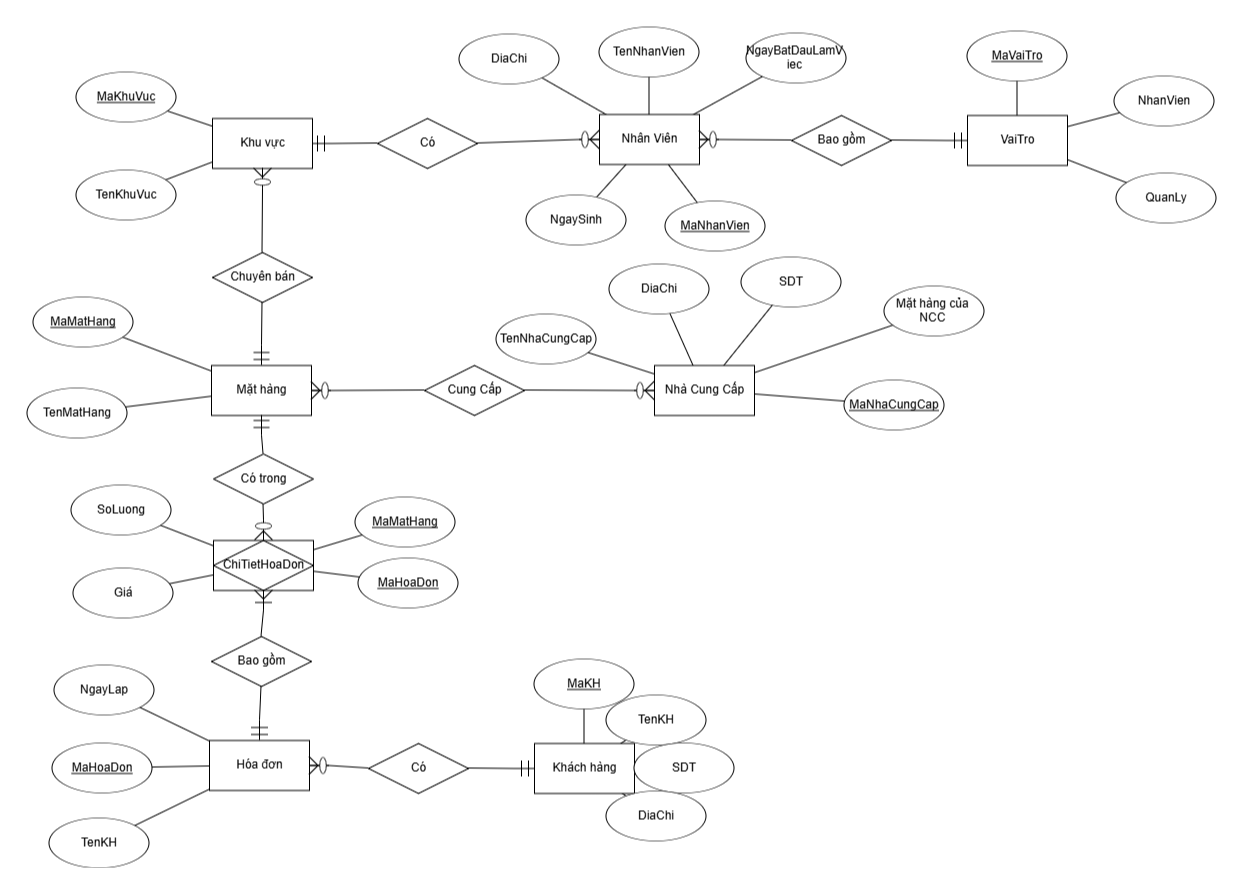 DiaChi
TenNhanVien
NgayBatDauLamV
iec
MaVaiTro
MaKhuVuc
NhanVien
Khu vực
Có
Nhân Viên
Bao gồm
VaiTro
TenKhuVuc
QuanLy
NgaySinh
MaNhanVien
Chuyên bán
DiaChi
SDT
Mặt hàng của
NCC
MaMatHang
TenNhaCungCap
Mặt hàng
Cung Cấp
Nhà Cung Cấp
MaNhaCungCap
TenMatHang
Có trong
SoLuong
MaMatHang
ChiTietHoaDon
Giá
MaHoaDon
Bao gồm
NgayLap
MaKH
TenKH
MaHoaDon
Hóa đơn
Có
Khách hàng
SDT
DiaChi
TenKH